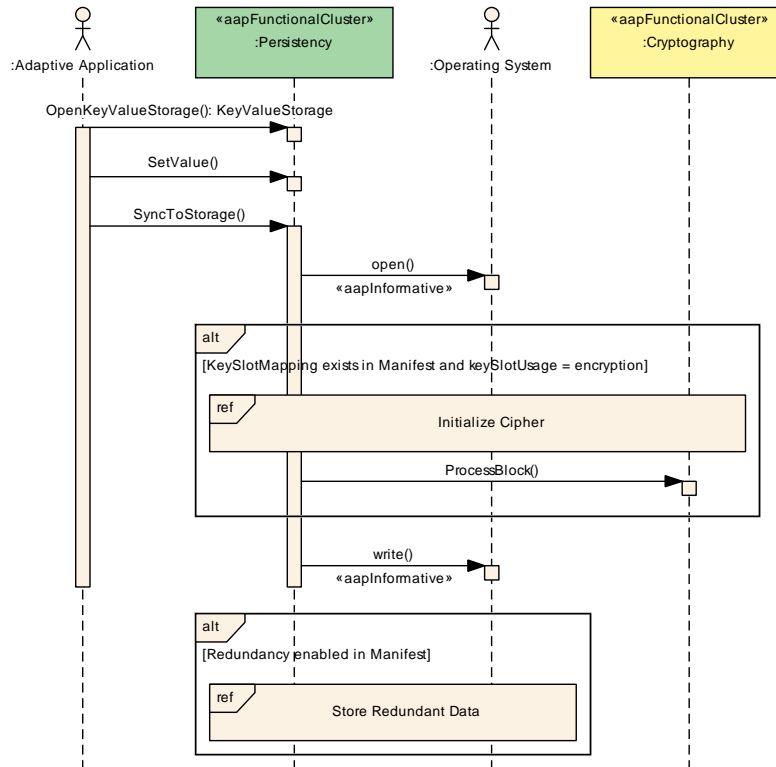 «aapFunctionalCluster»
:Persistency
«aapFunctionalCluster»
:Cryptography
:Adaptive Application
:Operating System
OpenKeyValueStorage(): KeyValueStorage
SetValue()
SyncToStorage()
open()
«aapInformative»
alt
[KeySlotMapping exists in Manifest and keySlotUsage = encryption]
ref
Initialize Cipher
ProcessBlock()
write()
«aapInformative»
alt
[Redundancy enabled in Manifest]
ref
Store Redundant Data